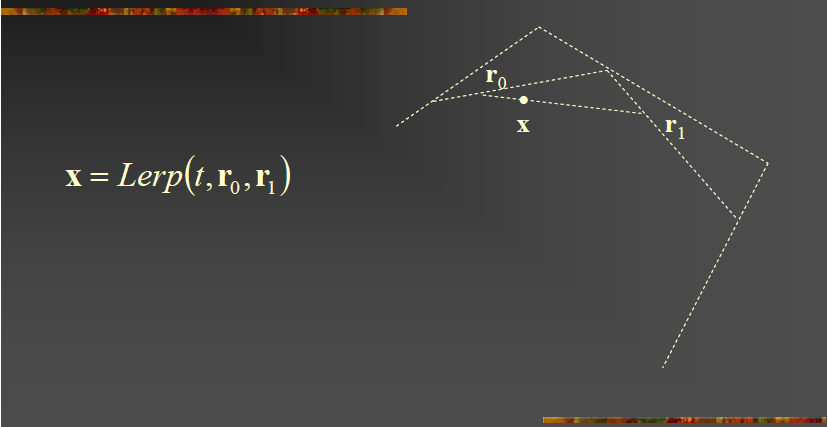 r₀
x
r₁
x = Lerp(t, r₀, r₁)